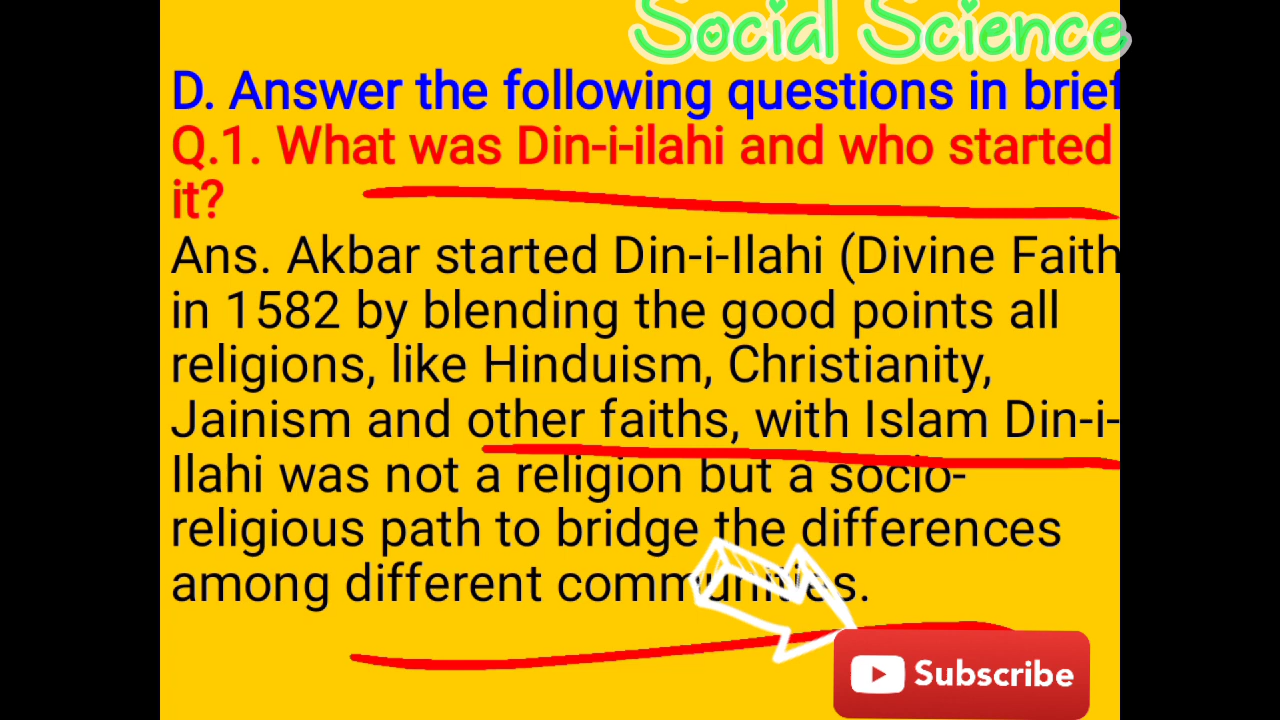 Social Science
D. Answer the following questions in brief
Q.1. What was Din-i-ilahi and who started
it?
Ans. Akbar started Din-i-Ilahi (Divine Faith
in 1582 by blending the good points all
religions, like Hinduism, Christianity,
Jainism and other faiths, with Islam Din-i-
Ilahi was not a religion but a socio-
religious path to bridge the differences
among different communities.
Subscribe